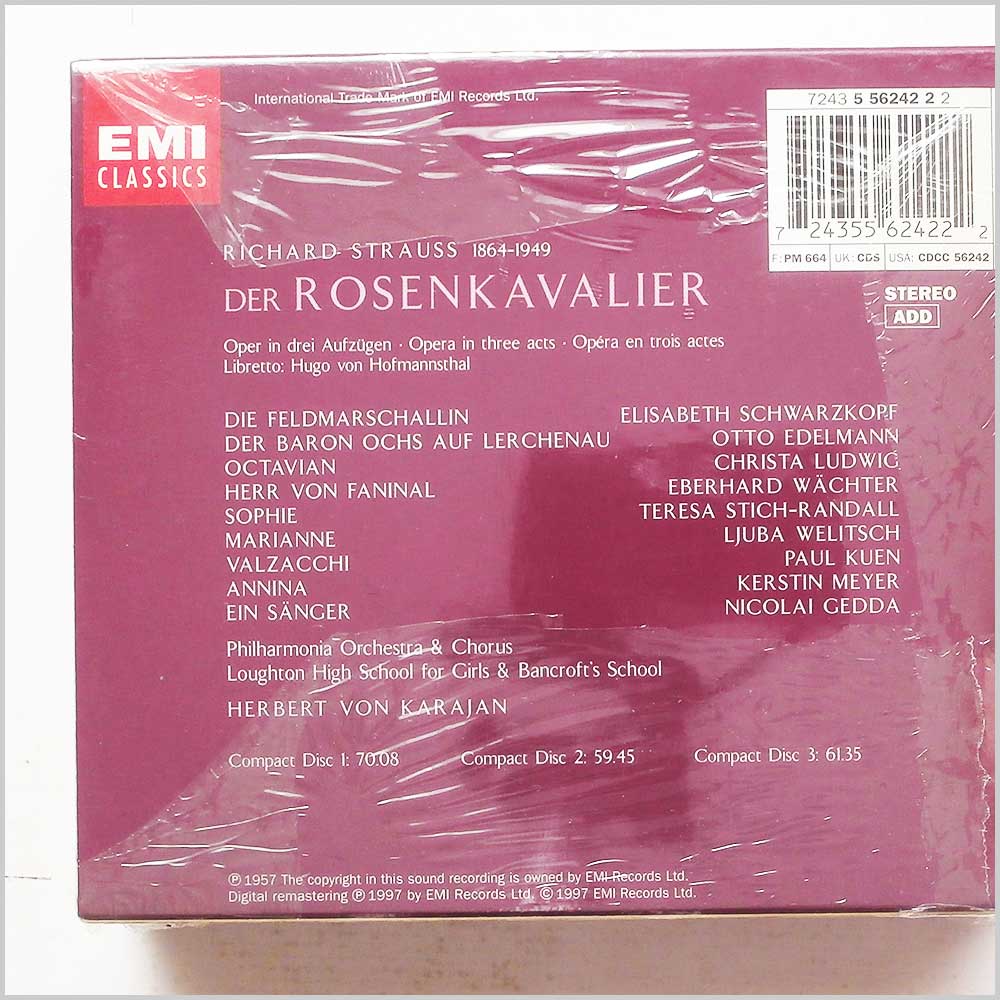 International Trade Mark of EMI Records Ltd.
EMI
CLASSICS
7243 5 56242 2 2
7 24355 62422 2
F: PM 664 UK: CDS USA: CDCC 56242
STEREO
ADD
RICHARD STRAUSS 1864-1949
DER ROSENKAVALIER
Oper in drei Aufzügen · Opera in three acts · Opéra en trois actes
Libretto: Hugo von Hofmannsthal
DIE FELDMARSCHALLIN ELISABETH SCHWARZKOPF
DER BARON OCHS AUF LERCHENAU OTTO EDELMANN
OCTAVIAN CHRISTA LUDWIG
HERR VON FANINAL EBERHARD WÄCHTER
SOPHIE TERESA STICH-RANDALL
MARIANNE LJUBA WELITSCH
VALZACCHI PAUL KUEN
ANNINA KERSTIN MEYER
EIN SÄNGER NICOLAI GEDDA
Philharmonia Orchestra & Chorus
Loughton High School for Girls & Bancroft's School
HERBERT VON KARAJAN
Compact Disc 1: 70.08 Compact Disc 2: 59.45 Compact Disc 3: 61.35
℗ 1957 The copyright in this sound recording is owned by EMI Records Ltd.
Digital remastering ℗ 1997 by EMI Records Ltd. © 1997 EMI Records Ltd.